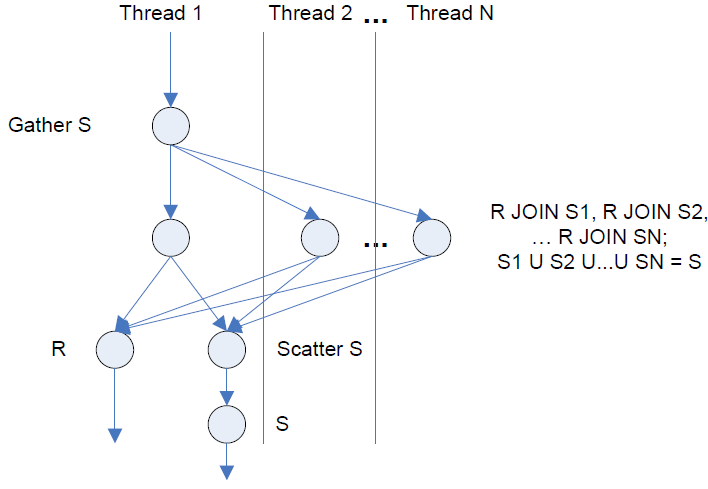 Thread 1
Thread 2
...
Thread N
Gather S
R JOIN S1, R JOIN S2,
… R JOIN SN;
S1 U S2 U...U SN = S
...
R
Scatter S
S